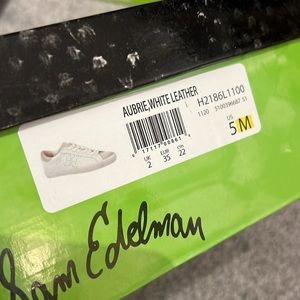 AUBRIE,WHITE LEATHER
H2186L1100
1120
US
5 M
UK EUR CM
2 35 22
Sam Edelman